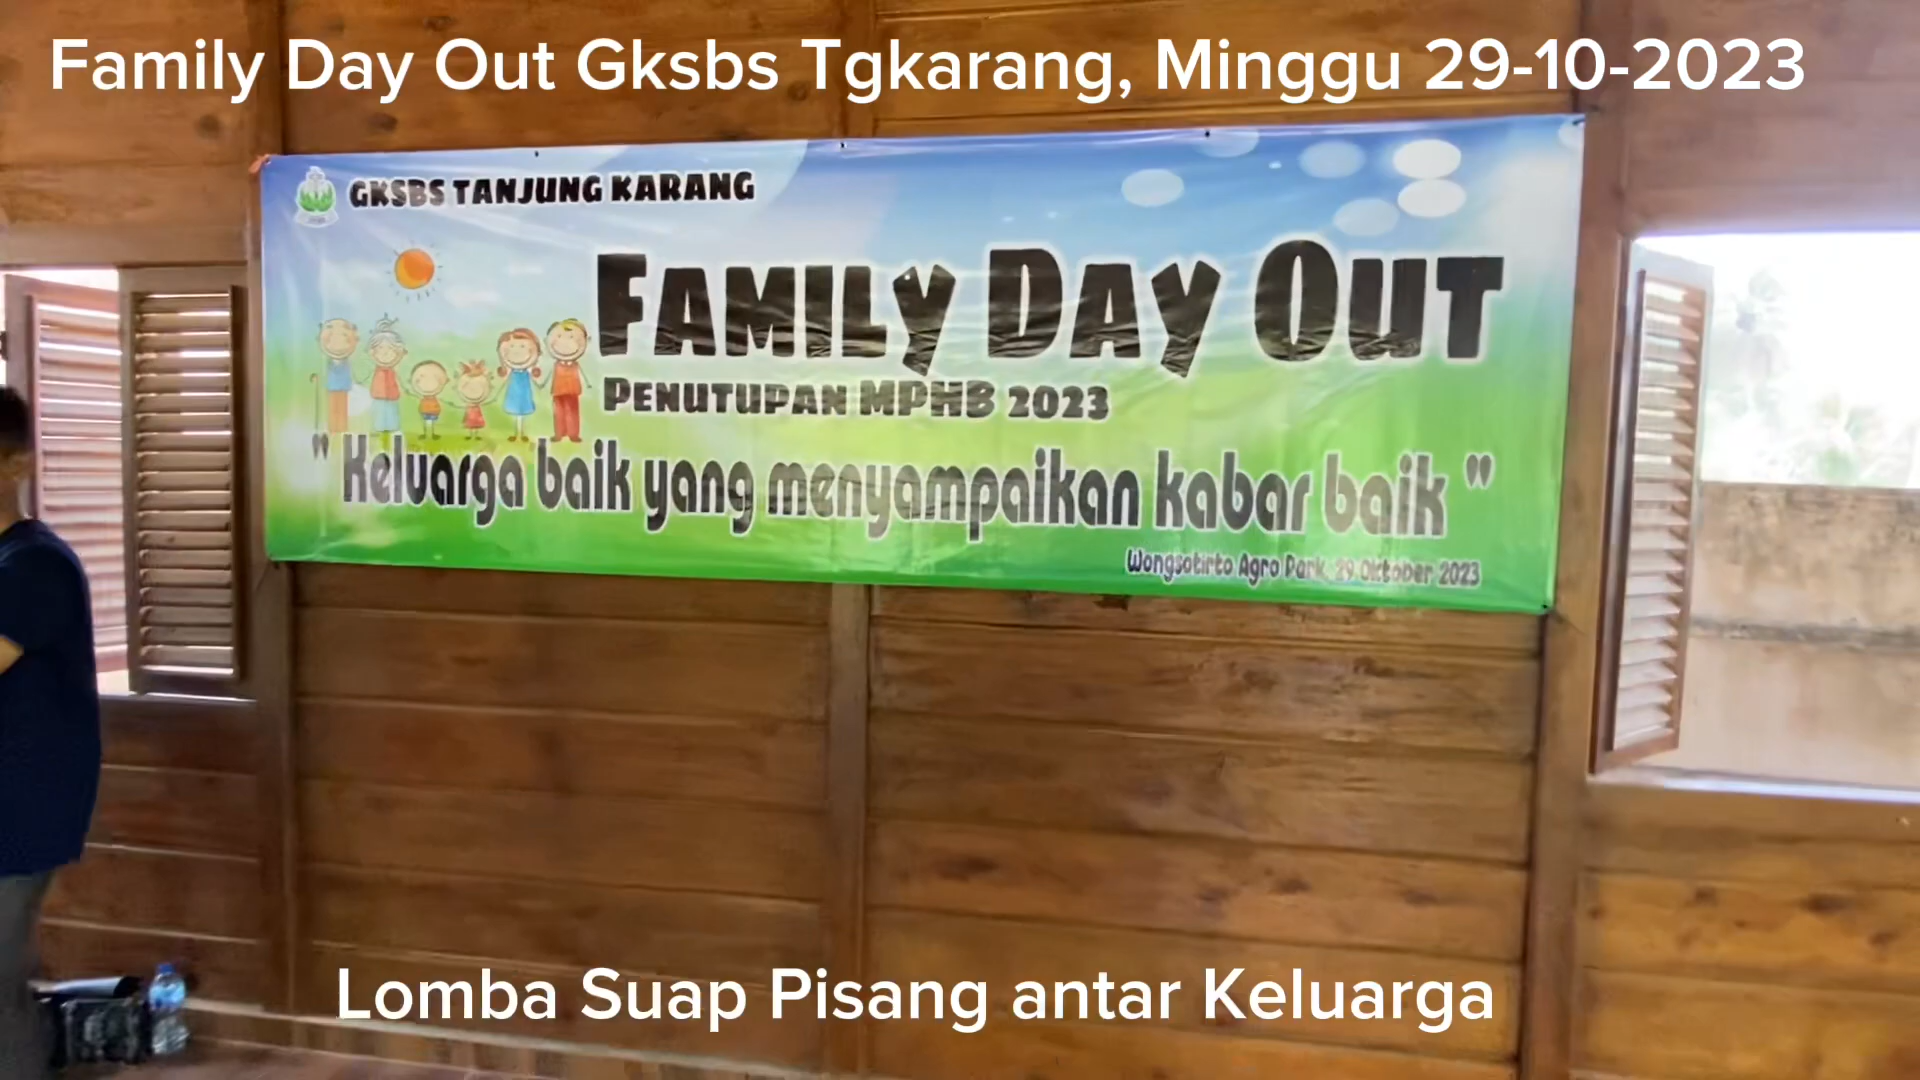 Family Day Out Gksbs Tgkarang, Minggu 29-10-2023
GKSBS TANJUNG KARANG
FAMILY DAY OUT
PENUTUPAN MPHB 2023
" Keluarga baik yang menyampaikan kabar baik "
Wongsotirto Agro Park, 29 Oktober 2023
Lomba Suap Pisang antar Keluarga